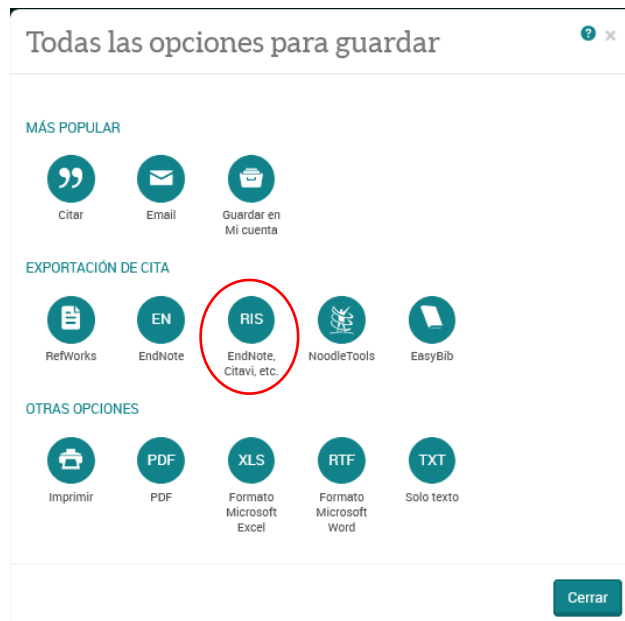 Todas las opciones para guardar
?
×
MÁS POPULAR
Citar
Email
Guardar en
Mi cuenta
EXPORTACIÓN DE CITA
EN
RIS
RefWorks
EndNote
EndNote,
Citavi, etc.
NoodleTools
EasyBib
OTRAS OPCIONES
PDF
XLS
RTF
TXT
Imprimir
PDF
Formato
Microsoft
Excel
Formato
Microsoft
Word
Solo texto
Cerrar